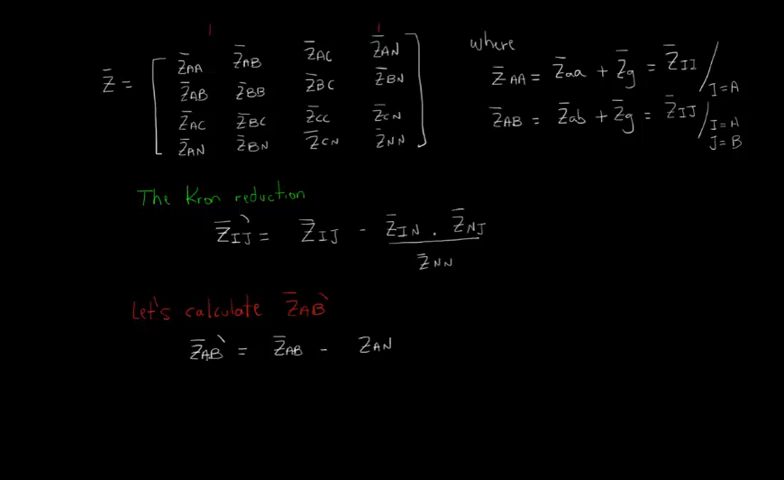 Z̄ = [ Z̄AA Z̄AB Z̄AC Z̄AN
Z̄AB Z̄BB Z̄BC Z̄BN
Z̄AC Z̄BC Z̄CC Z̄CN
Z̄AN Z̄BN Z̄CN Z̄NN ]
where
Z̄AA = Z̄aa + Z̄g = Z̄IJ / I=A
Z̄AB = Z̄ab + Z̄g = Z̄IJ / I=A
J=B
The Kron reduction
Z̄IJ` = Z̄IJ - Z̄IN . Z̄NJ
Z̄NN
Let's calculate Z̄AB`
Z̄AB` = Z̄AB - ZAN